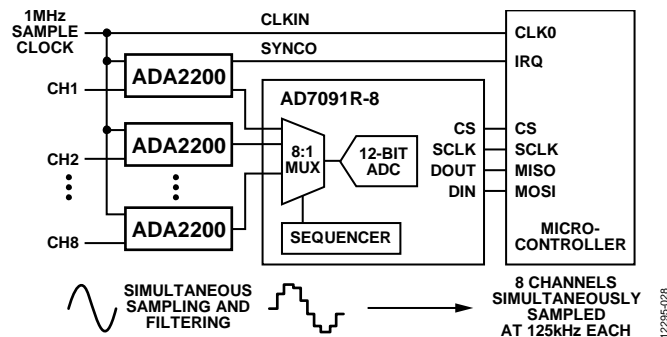 1MHz
SAMPLE
CLOCK
CLKIN
CLK0
SYNCO
IRQ
ADA2200
CH1
AD7091R-8
ADA2200
CH2
8:1
MUX
12-BIT
ADC
CS
CS
SCLK
SCLK
DOUT
MISO
DIN
MOSI
ADA2200
CH8
SEQUENCER
MICRO-
CONTROLLER
SIMULTANEOUS
SAMPLING AND
FILTERING
8 CHANNELS
SIMULTANEOUSLY
SAMPLED
AT 125kHz EACH
12295-028